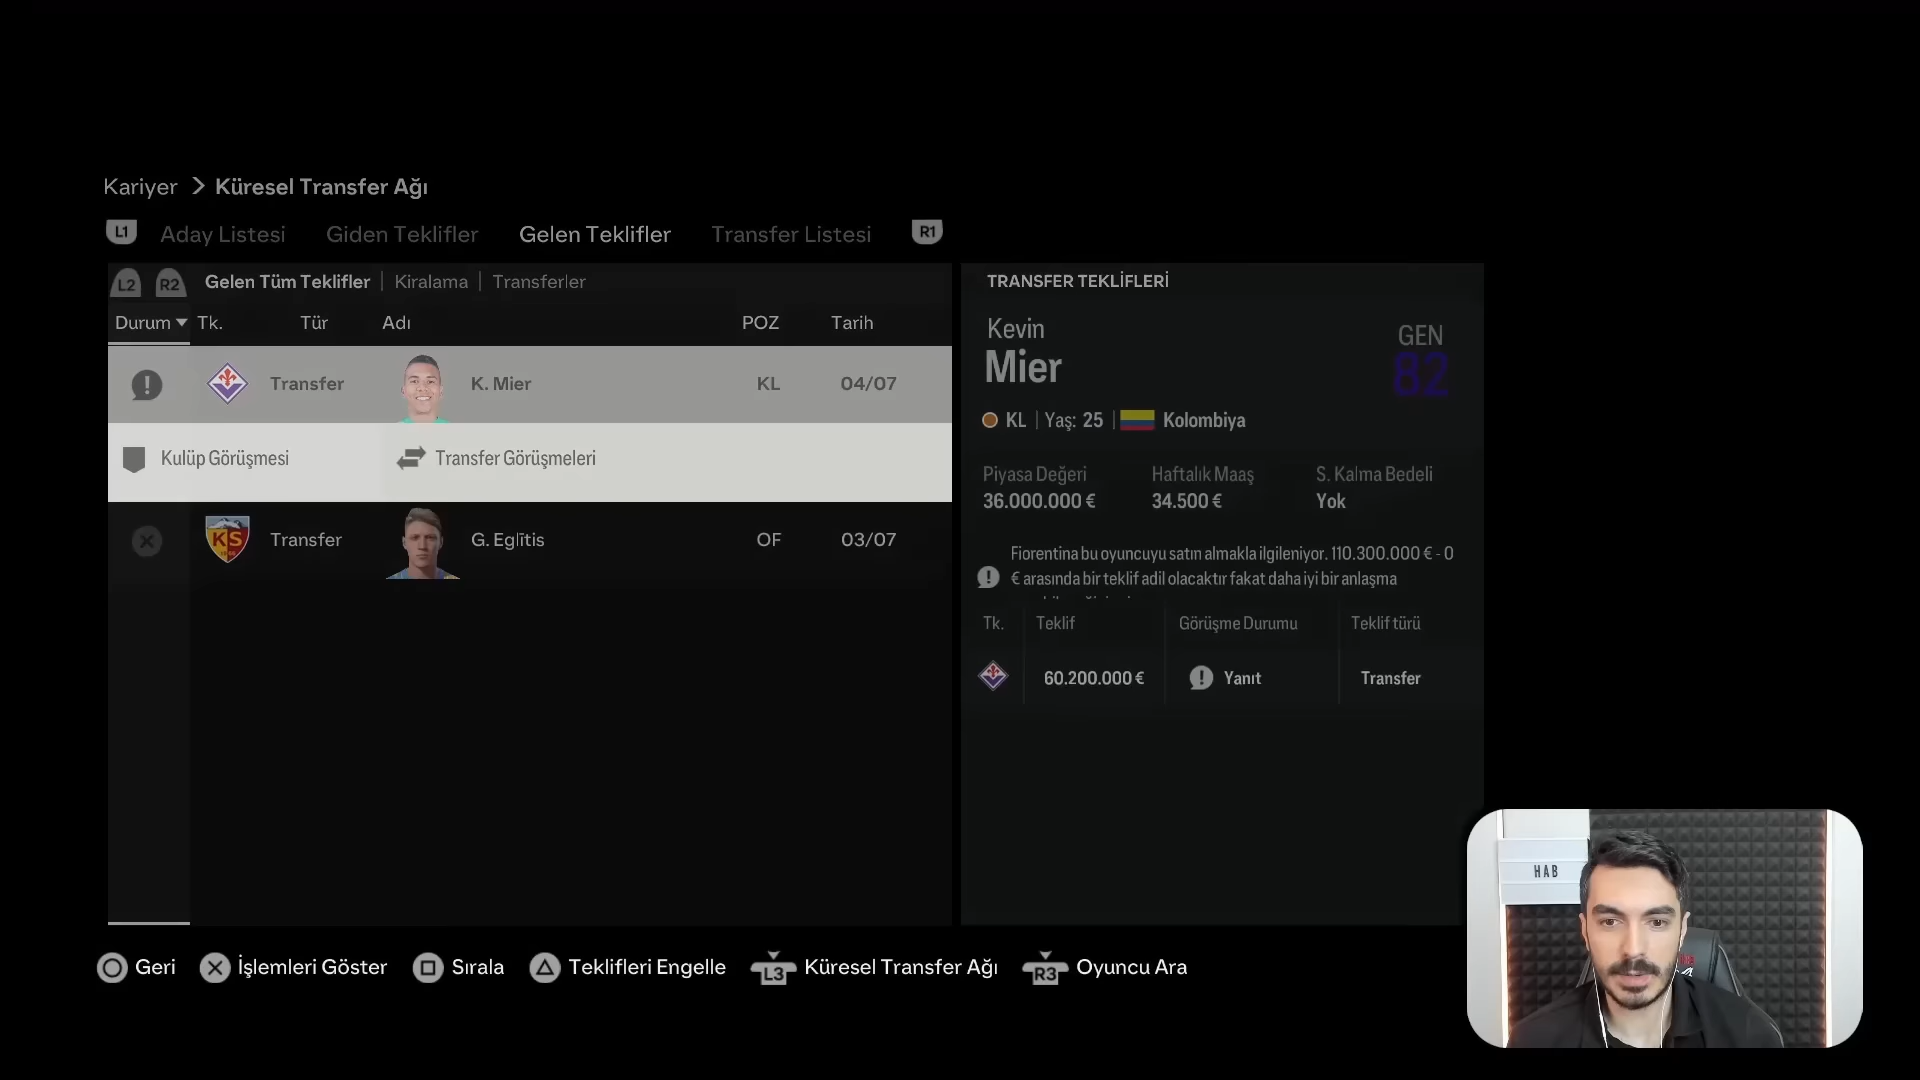 Kariyer > Küresel Transfer Ağı
L1 Aday Listesi Giden Teklifler Gelen Teklifler Transfer Listesi R1
L2 R2 Gelen Tüm Teklifler | Kiralama | Transferler
Durum Tk. Tür Adı POZ Tarih
Transfer K. Mier KL 04/07
Kulüp Görüşmesi Transfer Görüşmeleri
KS Transfer G. Eglītis OF 03/07
TRANSFER TEKLİFLERİ
Kevin
Mier
GEN
82
KL | Yaş: 25 | Kolombiya
Piyasa Değeri Haftalık Maaş S. Kalma Bedeli
36.000.000 € 34.500 € Yok
Fiorentina bu oyuncuyu satın almakla ilgileniyor. 110.300.000 € - 0
€ arasında bir teklif adil olacaktır fakat daha iyi bir anlaşma
Tk. Teklif Görüşme Durumu Teklif türü
60.200.000 € Yanıt Transfer
Geri İşlemleri Göster Sırala Teklifleri Engelle L3 Küresel Transfer Ağı R3 Oyuncu Ara
HAB